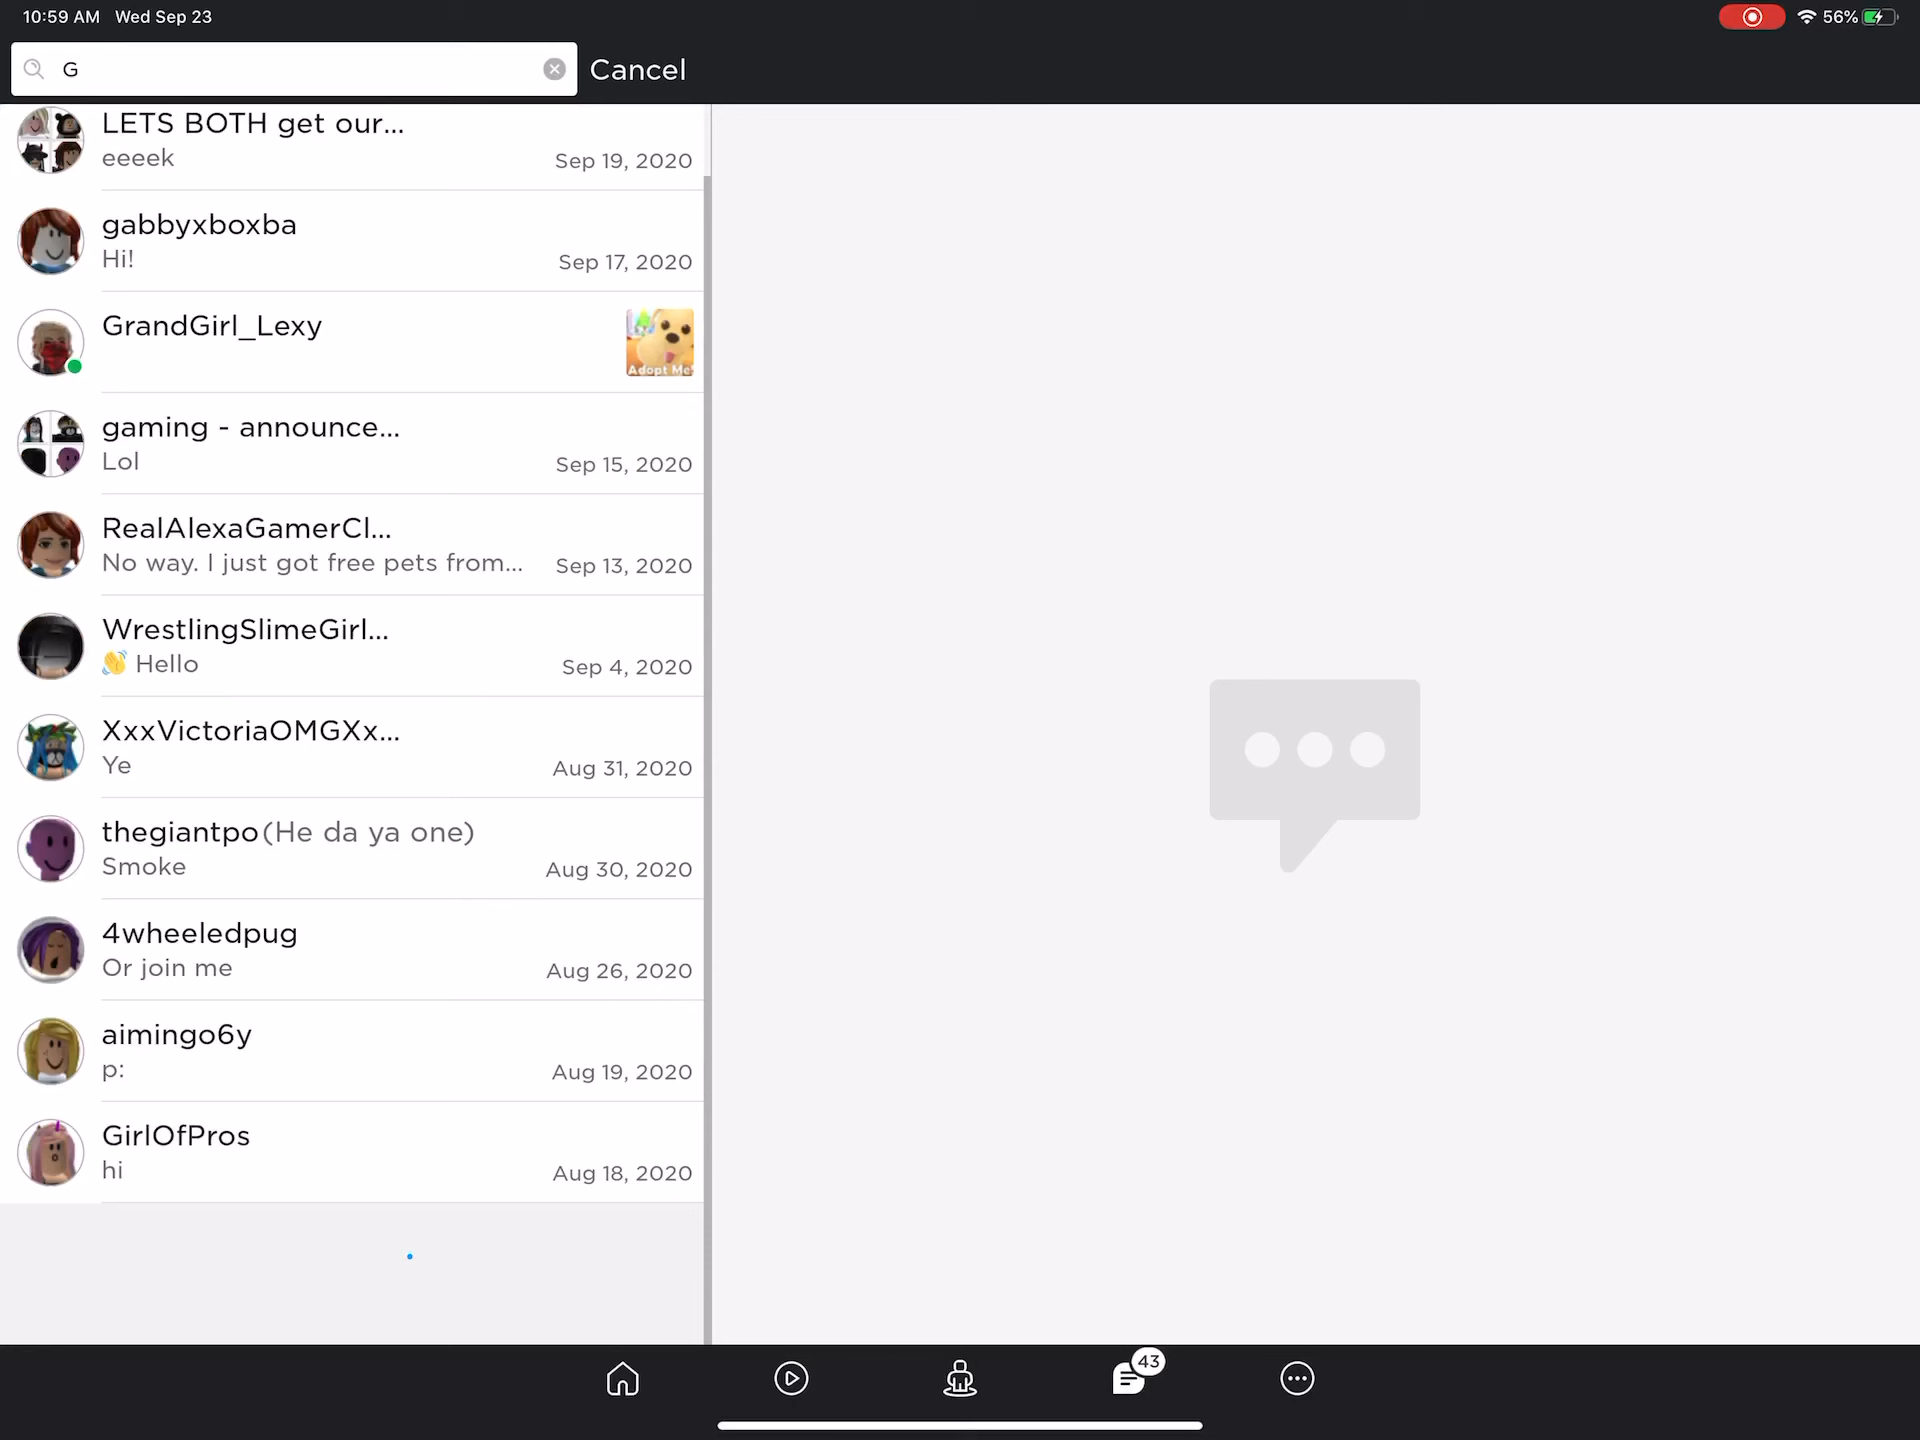 10:59 AM Wed Sep 23
56%
G
Cancel
LETS BOTH get our...
eeeek
Sep 19, 2020
gabbyxboxba
Hi!
Sep 17, 2020
GrandGirl_Lexy
Adopt Me!
gaming - announce...
Lol
Sep 15, 2020
RealAlexaGamerCl...
No way. I just got free pets from...
Sep 13, 2020
WrestlingSlimeGirl...
👋 Hello
Sep 4, 2020
XxxVictoriaOMGXx...
Ye
Aug 31, 2020
thegiantpo(He da ya one)
Smoke
Aug 30, 2020
4wheeledpug
Or join me
Aug 26, 2020
aimingo6y
p:
Aug 19, 2020
GirlOfPros
hi
Aug 18, 2020
43